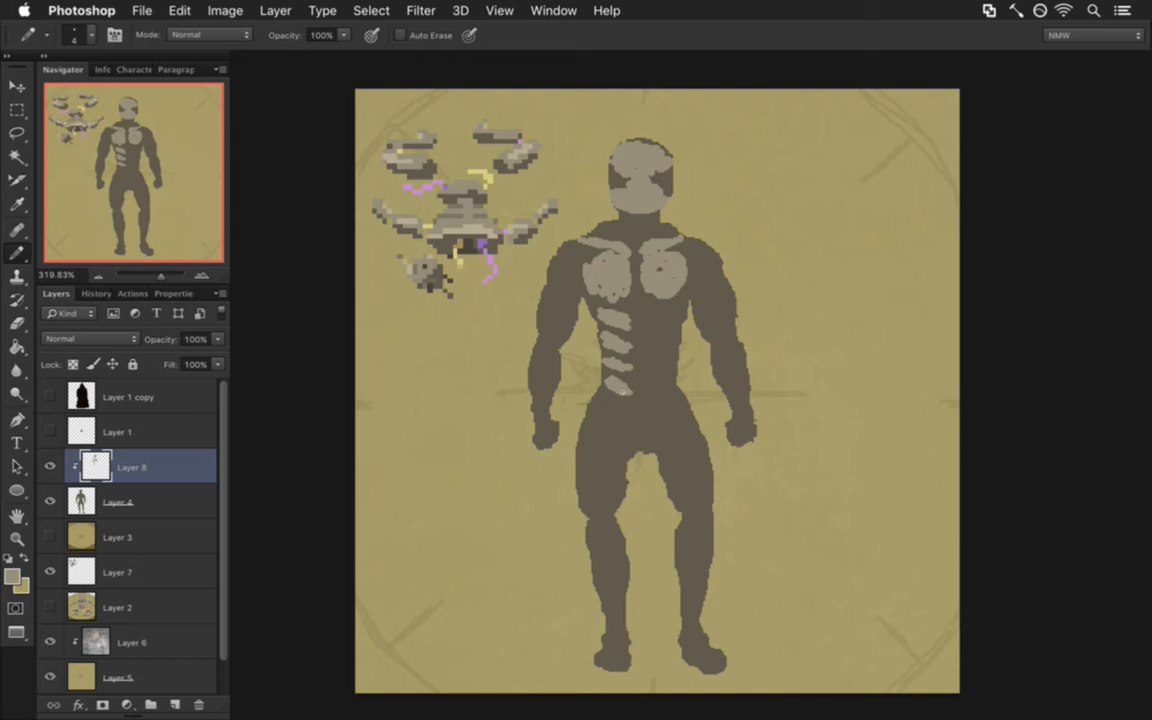 Photoshop File Edit Image Layer Type Select Filter 3D View Window Help
4 Mode: Normal Opacity: 100% Auto Erase NMW
Navigator Info Characte Paragrap
319.83%
Layers History Actions Propertie
Kind
Normal Opacity: 100%
Lock: Fill: 100%
Layer 1 copy
Layer 1
Layer 8
Layer 4
Layer 3
Layer 7
Layer 2
Layer 6
Layer 5
fx